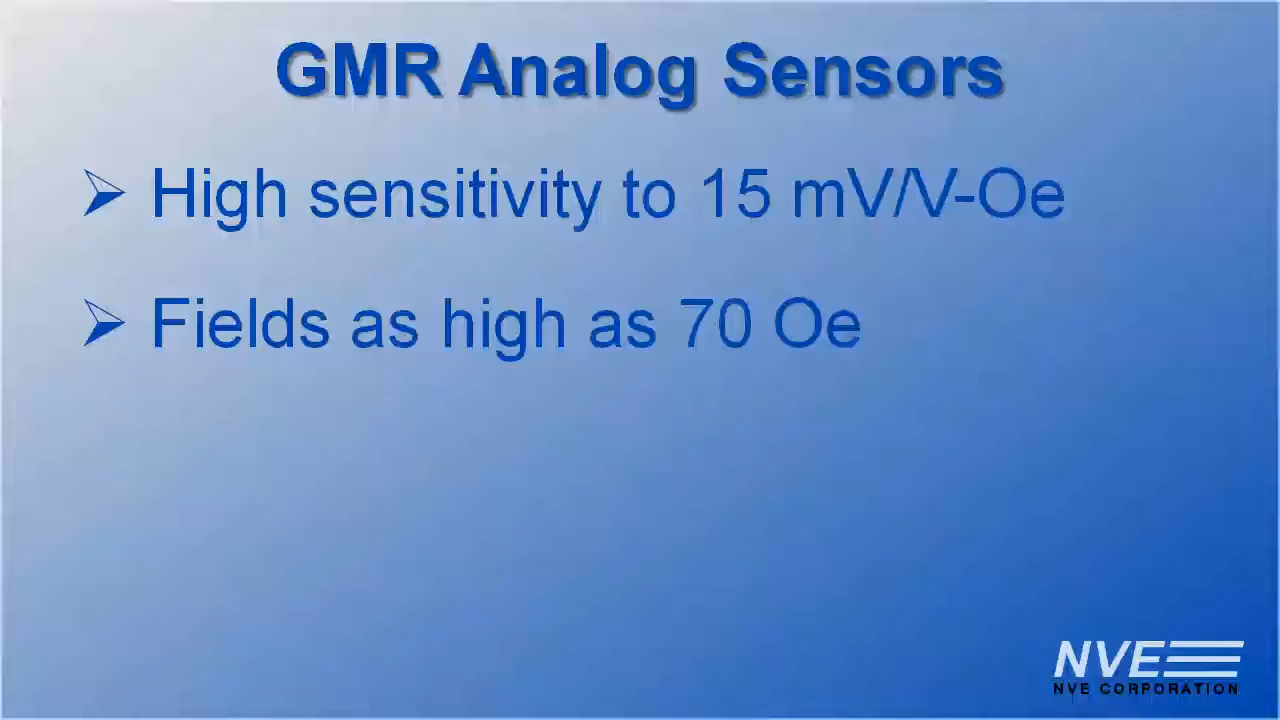 GMR Analog Sensors
High sensitivity to 15 mV/V-Oe
Fields as high as 70 Oe
NVE
NVE CORPORATION